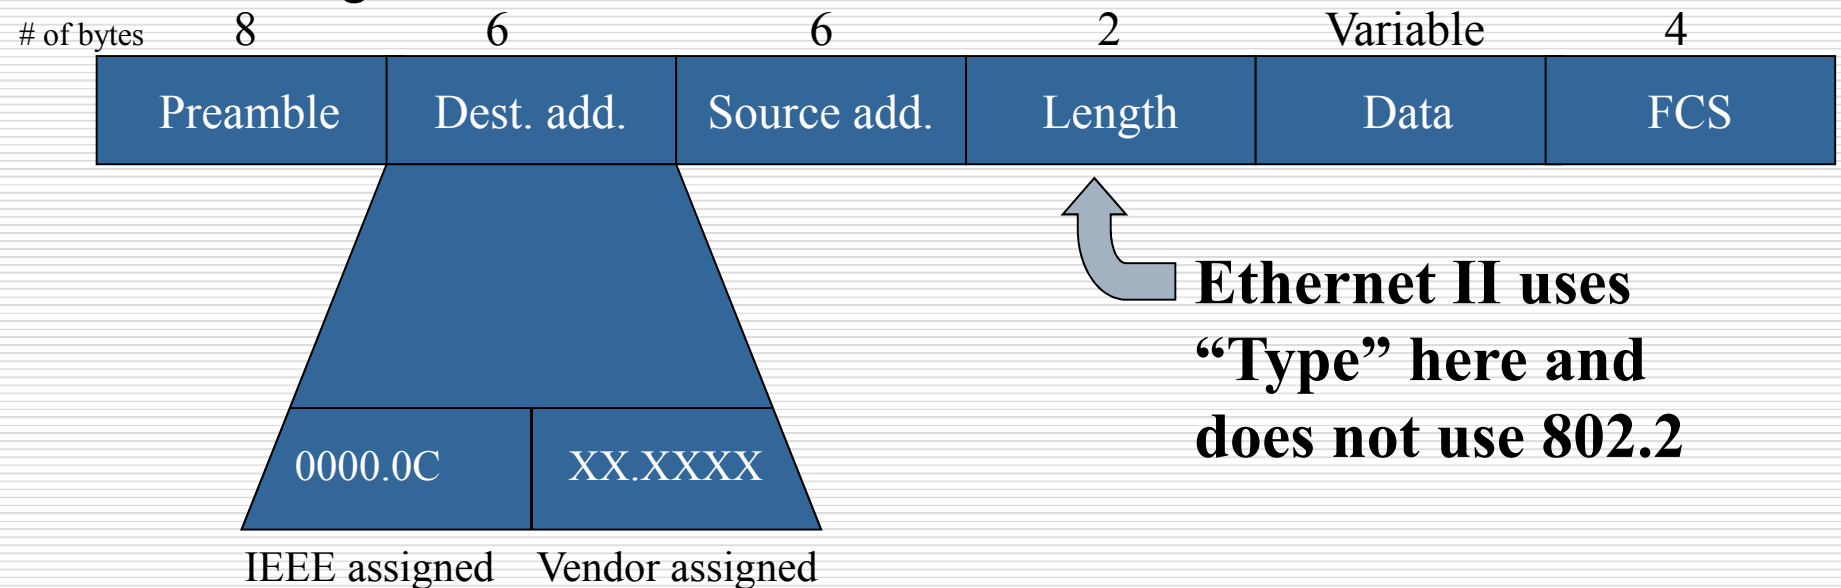 # of bytes 8 6 6 2 Variable 4
Preamble Dest. add. Source add. Length Data FCS
Ethernet II uses
“Type” here and
does not use 802.2
0000.0C XX.XXXX
IEEE assigned Vendor assigned